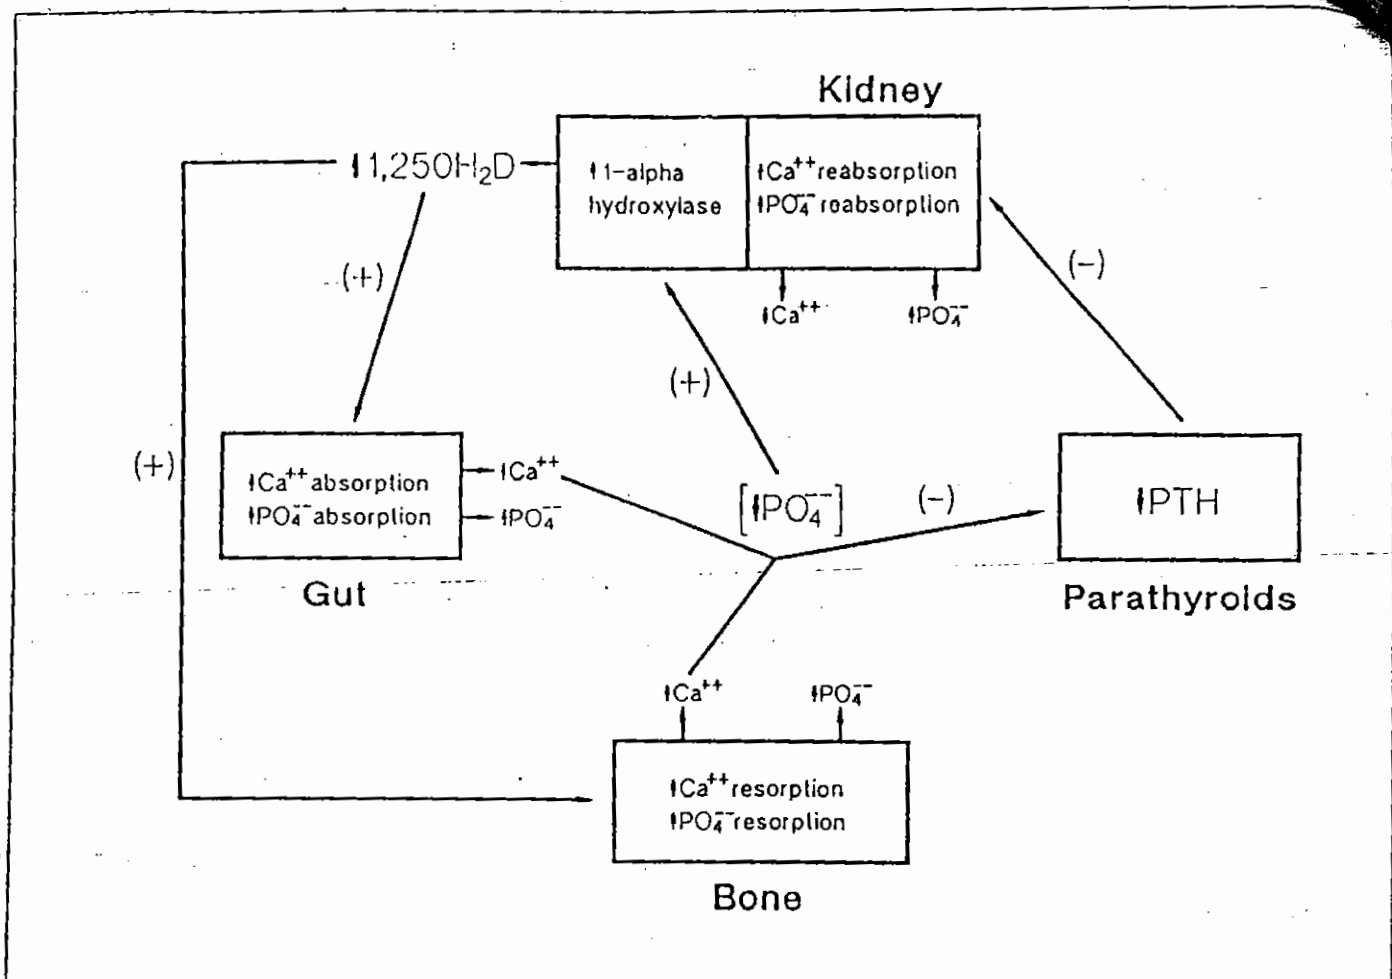 Kidney
1,25OH₂D
1-alpha
hydroxylase
Ca⁺⁺ reabsorption
PO₄⁻⁻ reabsorption
(+)
(-)
Ca⁺⁺
PO₄⁻⁻
(+)
(+)
Ca⁺⁺ absorption
PO₄⁻⁻ absorption
Ca⁺⁺
PO₄⁻⁻
[PO₄⁻⁻]
(-)
PTH
Gut
Parathyroids
Ca⁺⁺
PO₄⁻⁻
Ca⁺⁺ resorption
PO₄⁻⁻ resorption
Bone